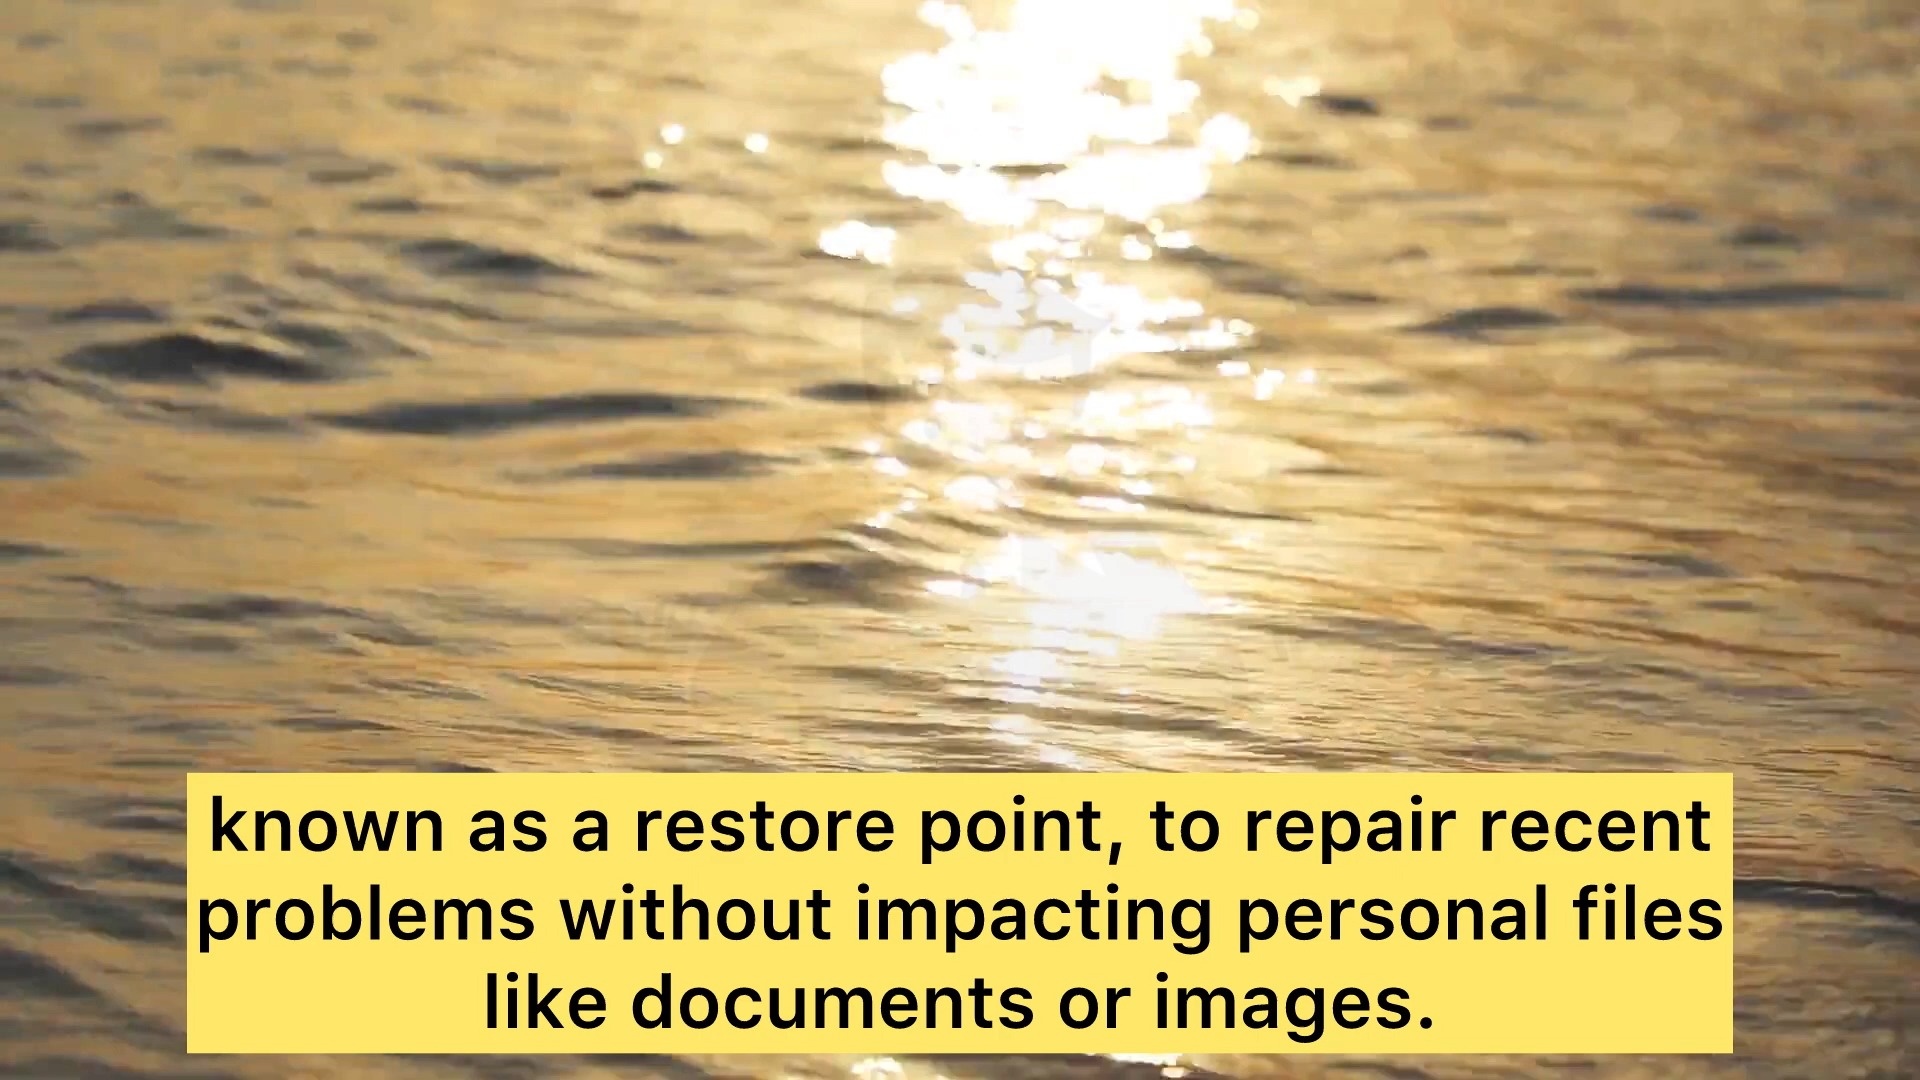 known as a restore point, to repair recent
problems without impacting personal files
like documents or images.